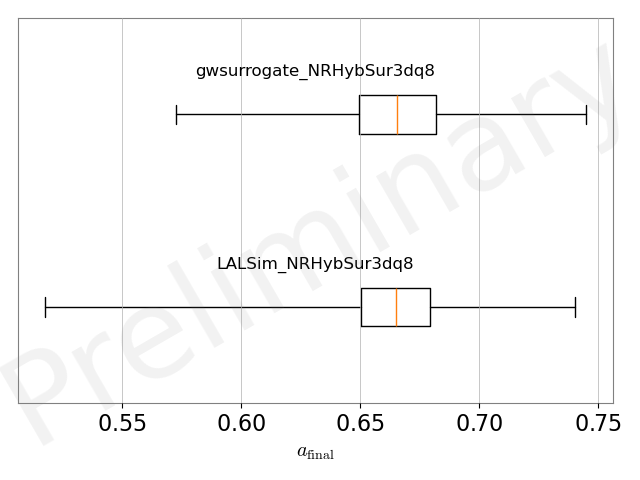 gwsurrogate_NRHybSur3dq8
LALSim_NRHybSur3dq8
Preliminary
0.55 0.60 0.65 0.70 0.75
a_final